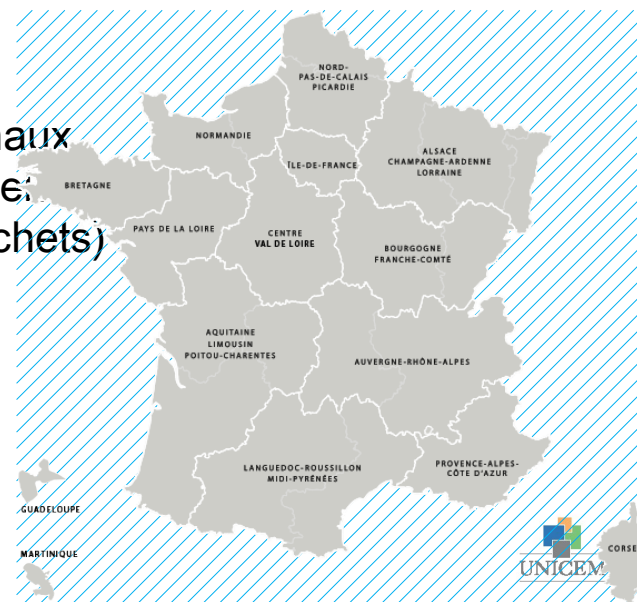 NORD-
PAS-DE-CALAIS
PICARDIE
NORMANDIE
ÎLE-DE-FRANCE
ALSACE
CHAMPAGNE-ARDENNE
LORRAINE
BRETAGNE
PAYS DE LA LOIRE
CENTRE
VAL DE LOIRE
BOURGOGNE
FRANCHE-COMTÉ
AQUITAINE
LIMOUSIN
POITOU-CHARENTES
AUVERGNE-RHÔNE-ALPES
LANGUEDOC-ROUSSILLON
MIDI-PYRÉNÉES
PROVENCE-ALPES-
CÔTE D'AZUR
GUADELOUPE
MARTINIQUE
CORSE
UNICEM